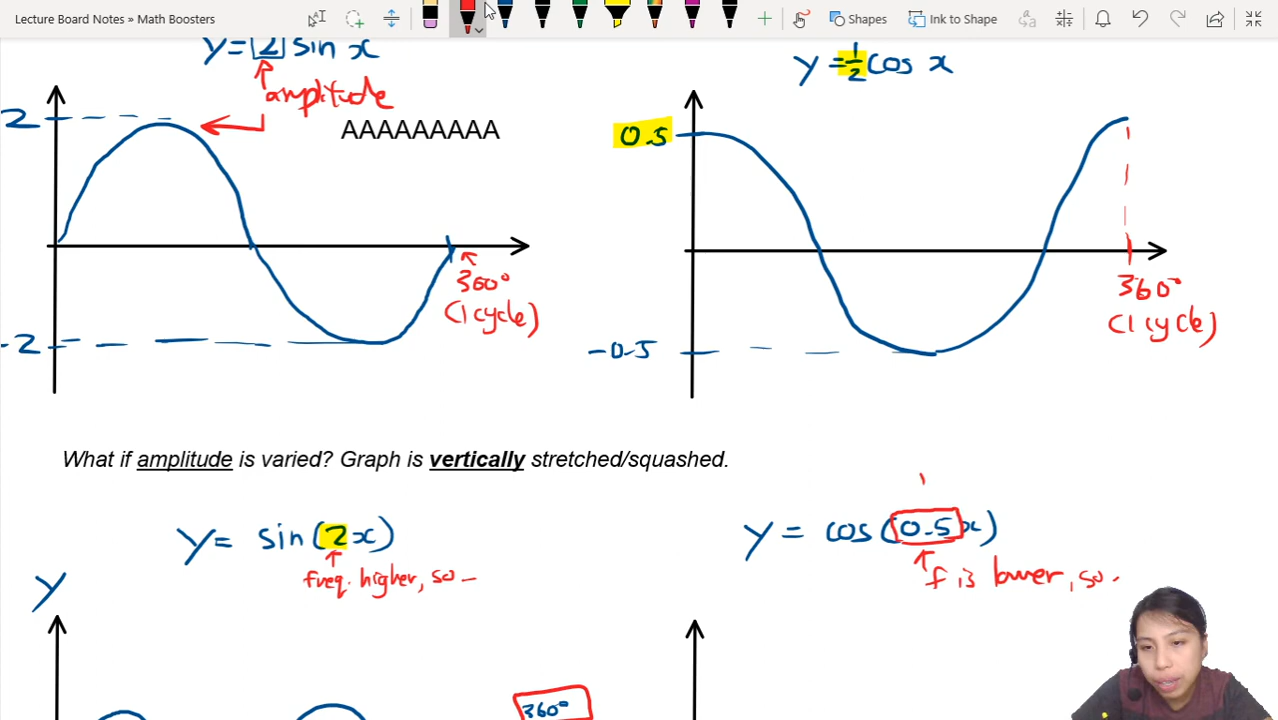 Lecture Board Notes » Math Boosters
Shapes
Ink to Shape
y = 2 sin x
amplitude
AAAAAAAAA
2
-2
360°
(1 cycle)
y = 1/2 cos x
0.5
-0.5
360°
(1 cycle)
What if amplitude is varied? Graph is vertically stretched/squashed.
y = sin (2x)
freq. higher, so -
y
360°
y = cos (0.5x)
f is lower, so -